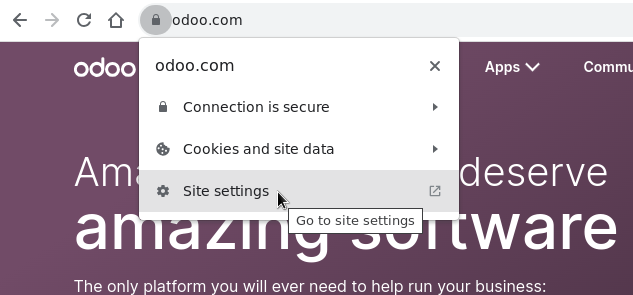 odoo.com
odoo
Apps
Commu
odoo.com
Connection is secure
Cookies and site data
Site settings
Go to site settings
Ama
deserve
amazing software
The only platform you will ever need to help run your business: